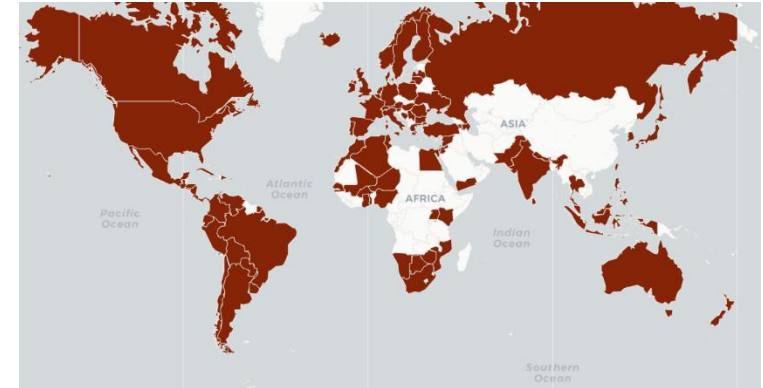 ASIA
Atlantic
Ocean
AFRICA
Pacific
Ocean
Indian
Ocean
Southern
Ocean